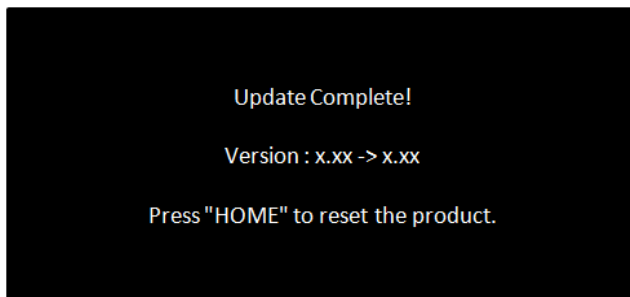 Update Complete!
Version : x.xx -> x.xx
Press "HOME" to reset the product.